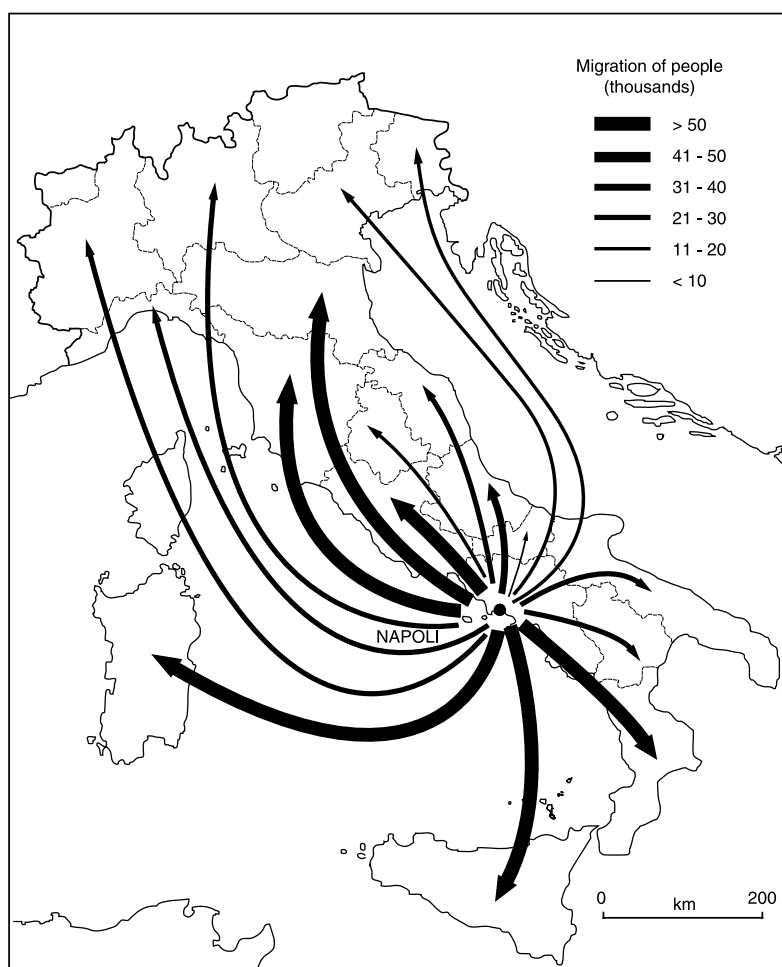 Migration of people
(thousands)
> 50
41 - 50
31 - 40
21 - 30
11 - 20
< 10
NAPOLI
0 200
km